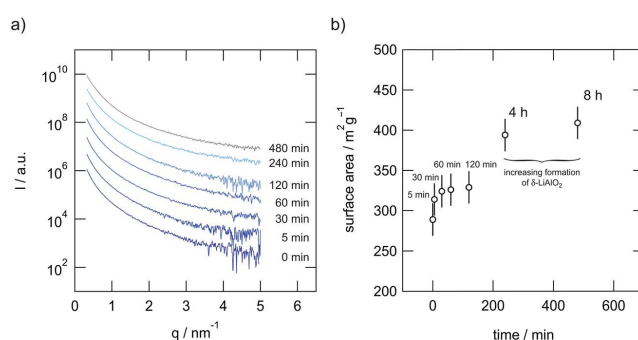 a)
10^10
10^8
10^6
10^4
10^2
I / a.u.
480 min
240 min
120 min
60 min
30 min
5 min
0 min
0 1 2 3 4 5 6
q / nm^-1
b)
500
450
400
350
300
250
200
surface area / m^2 g^-1
4 h
8 h
60 min
120 min
30 min
5 min
increasing formation
of δ-LiAlO₂
0 200 400 600
time / min